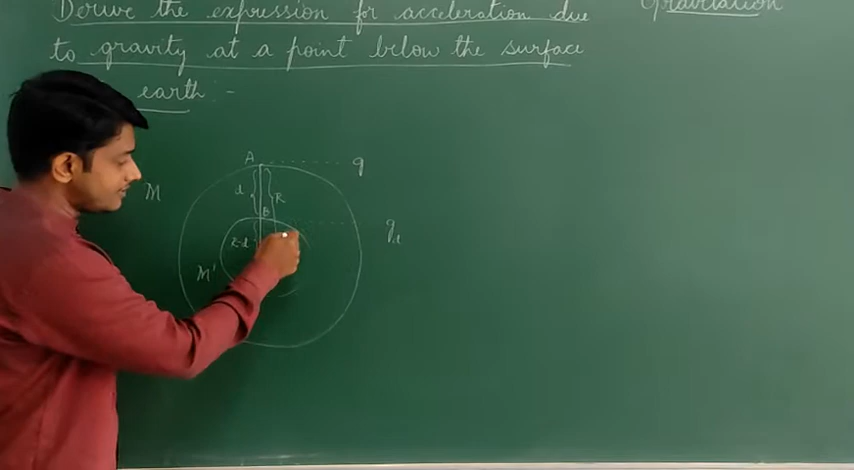 Derive the expression for acceleration due
Gravitation
to gravity at a point below the surface
earth :-
A
g
M
d
R
B
g d
R-d
M'